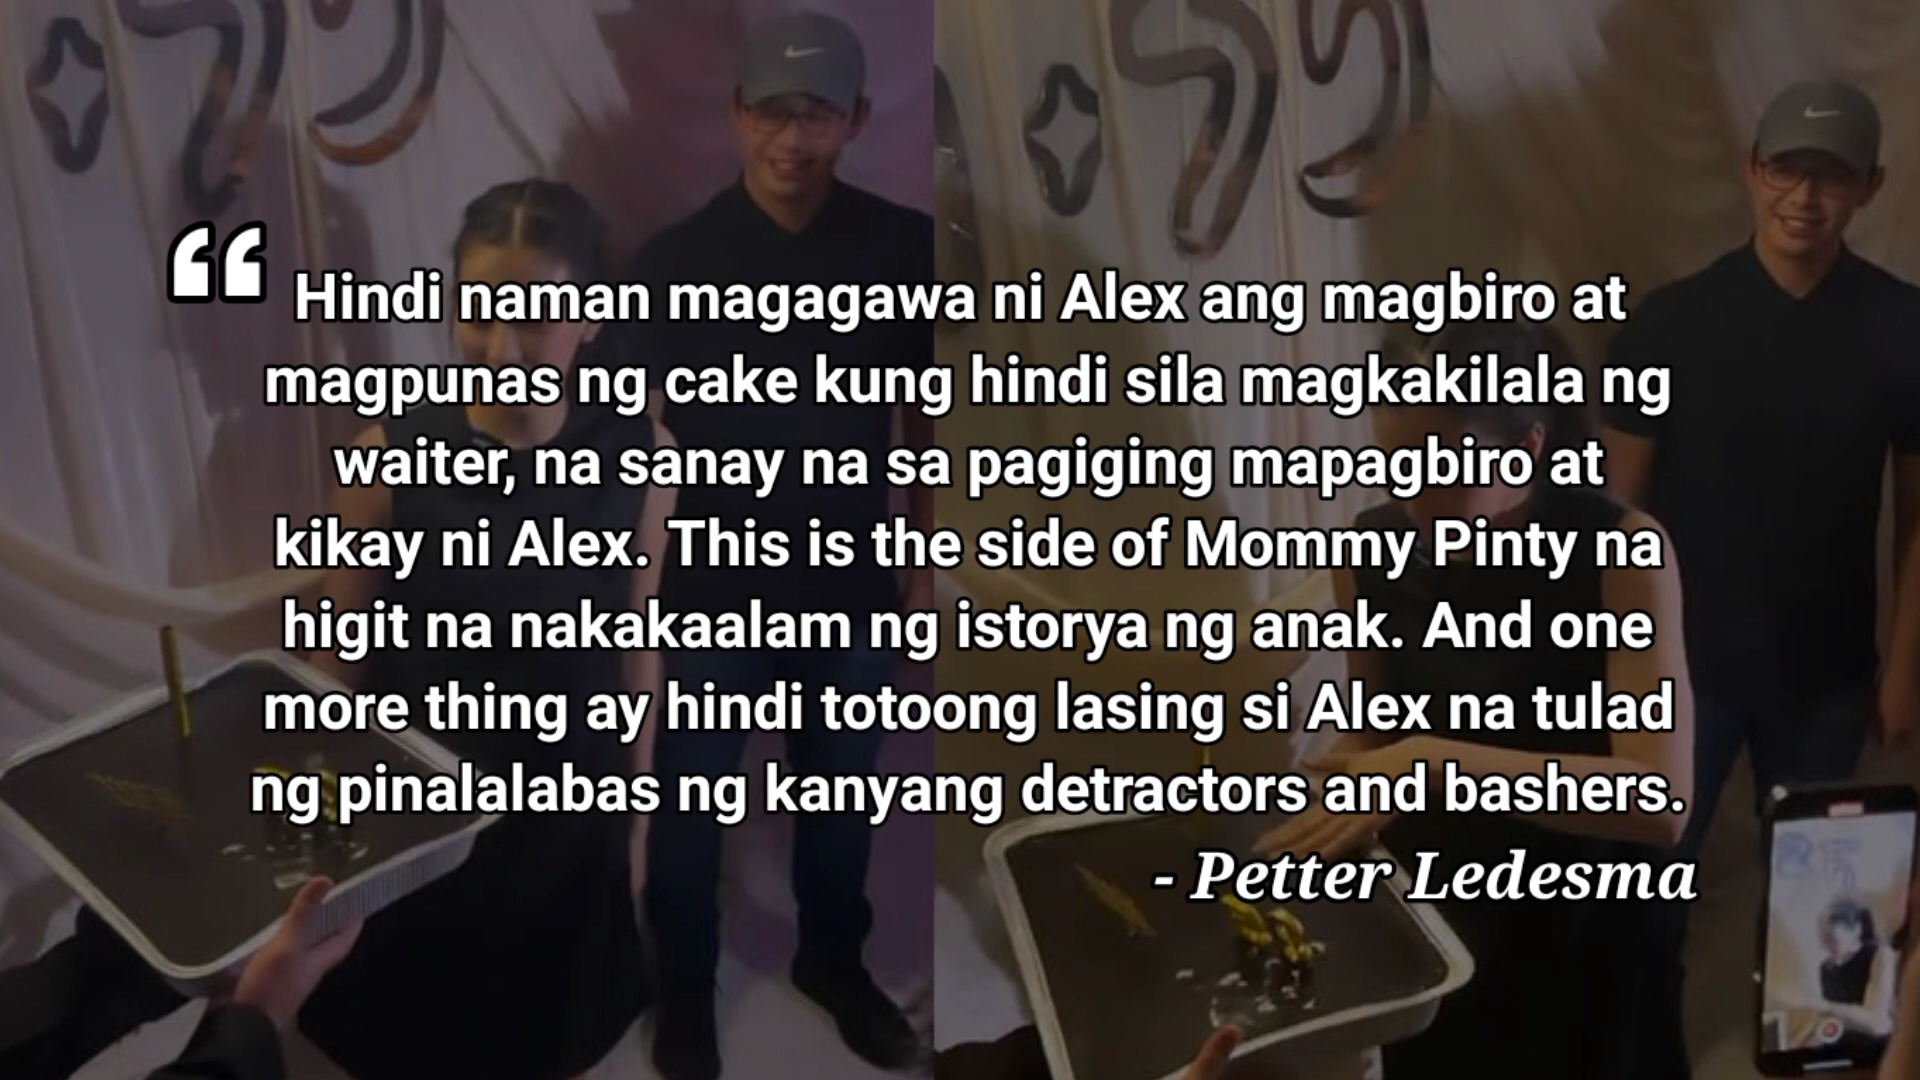 “ Hindi naman magagawa ni Alex ang magbiro at
magpunas ng cake kung hindi sila magkakilala ng
waiter, na sanay na sa pagiging mapagbiro at
kikay ni Alex. This is the side of Mommy Pinty na
higit na nakakaalam ng istorya ng anak. And one
more thing ay hindi totoong lasing si Alex na tulad
ng pinalalabas ng kanyang detractors and bashers.
- Petter Ledesma